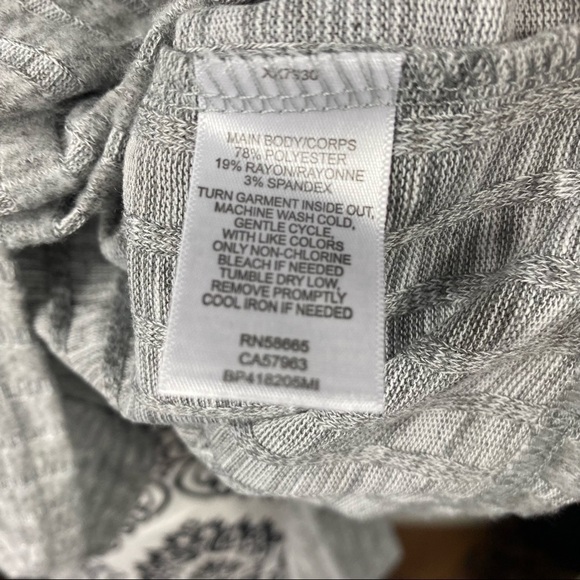 XK7930
MAIN BODY/CORPS
78% POLYESTER
19% RAYON/RAYONNE
3% SPANDEX
TURN GARMENT INSIDE OUT,
MACHINE WASH COLD,
GENTLE CYCLE,
WITH LIKE COLORS
ONLY NON-CHLORINE
BLEACH IF NEEDED
TUMBLE DRY LOW,
REMOVE PROMPTLY
COOL IRON IF NEEDED
RN58665
CA57963
BP418205MI